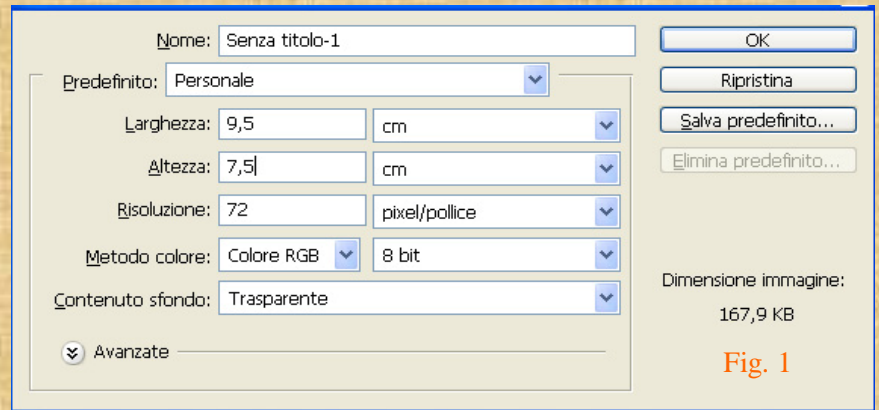 Nome: Senza titolo-1
OK
Predefinito: Personale
Ripristina
Larghezza: 9,5 cm
Salva predefinito...
Altezza: 7,5 cm
Elimina predefinito...
Risoluzione: 72 pixel/pollice
Metodo colore: Colore RGB 8 bit
Contenuto sfondo: Trasparente
Dimensione immagine:
167,9 KB
Avanzate
Fig. 1